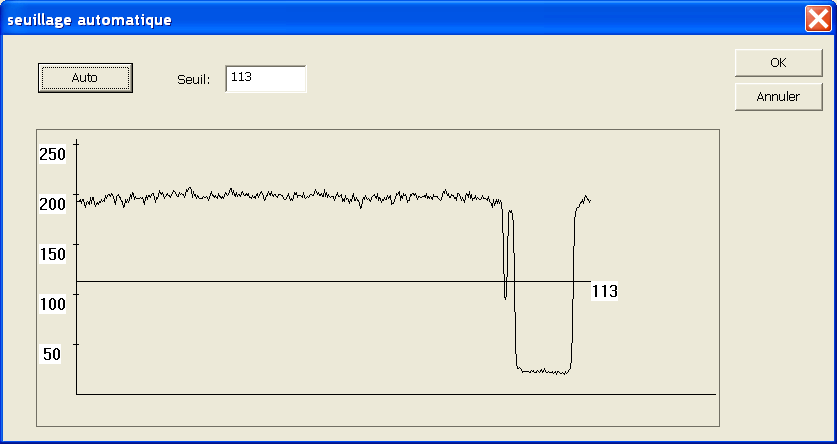 seuillage automatique
Auto
Seuil:
113
OK
Annuler
250
200
150
100
50
113